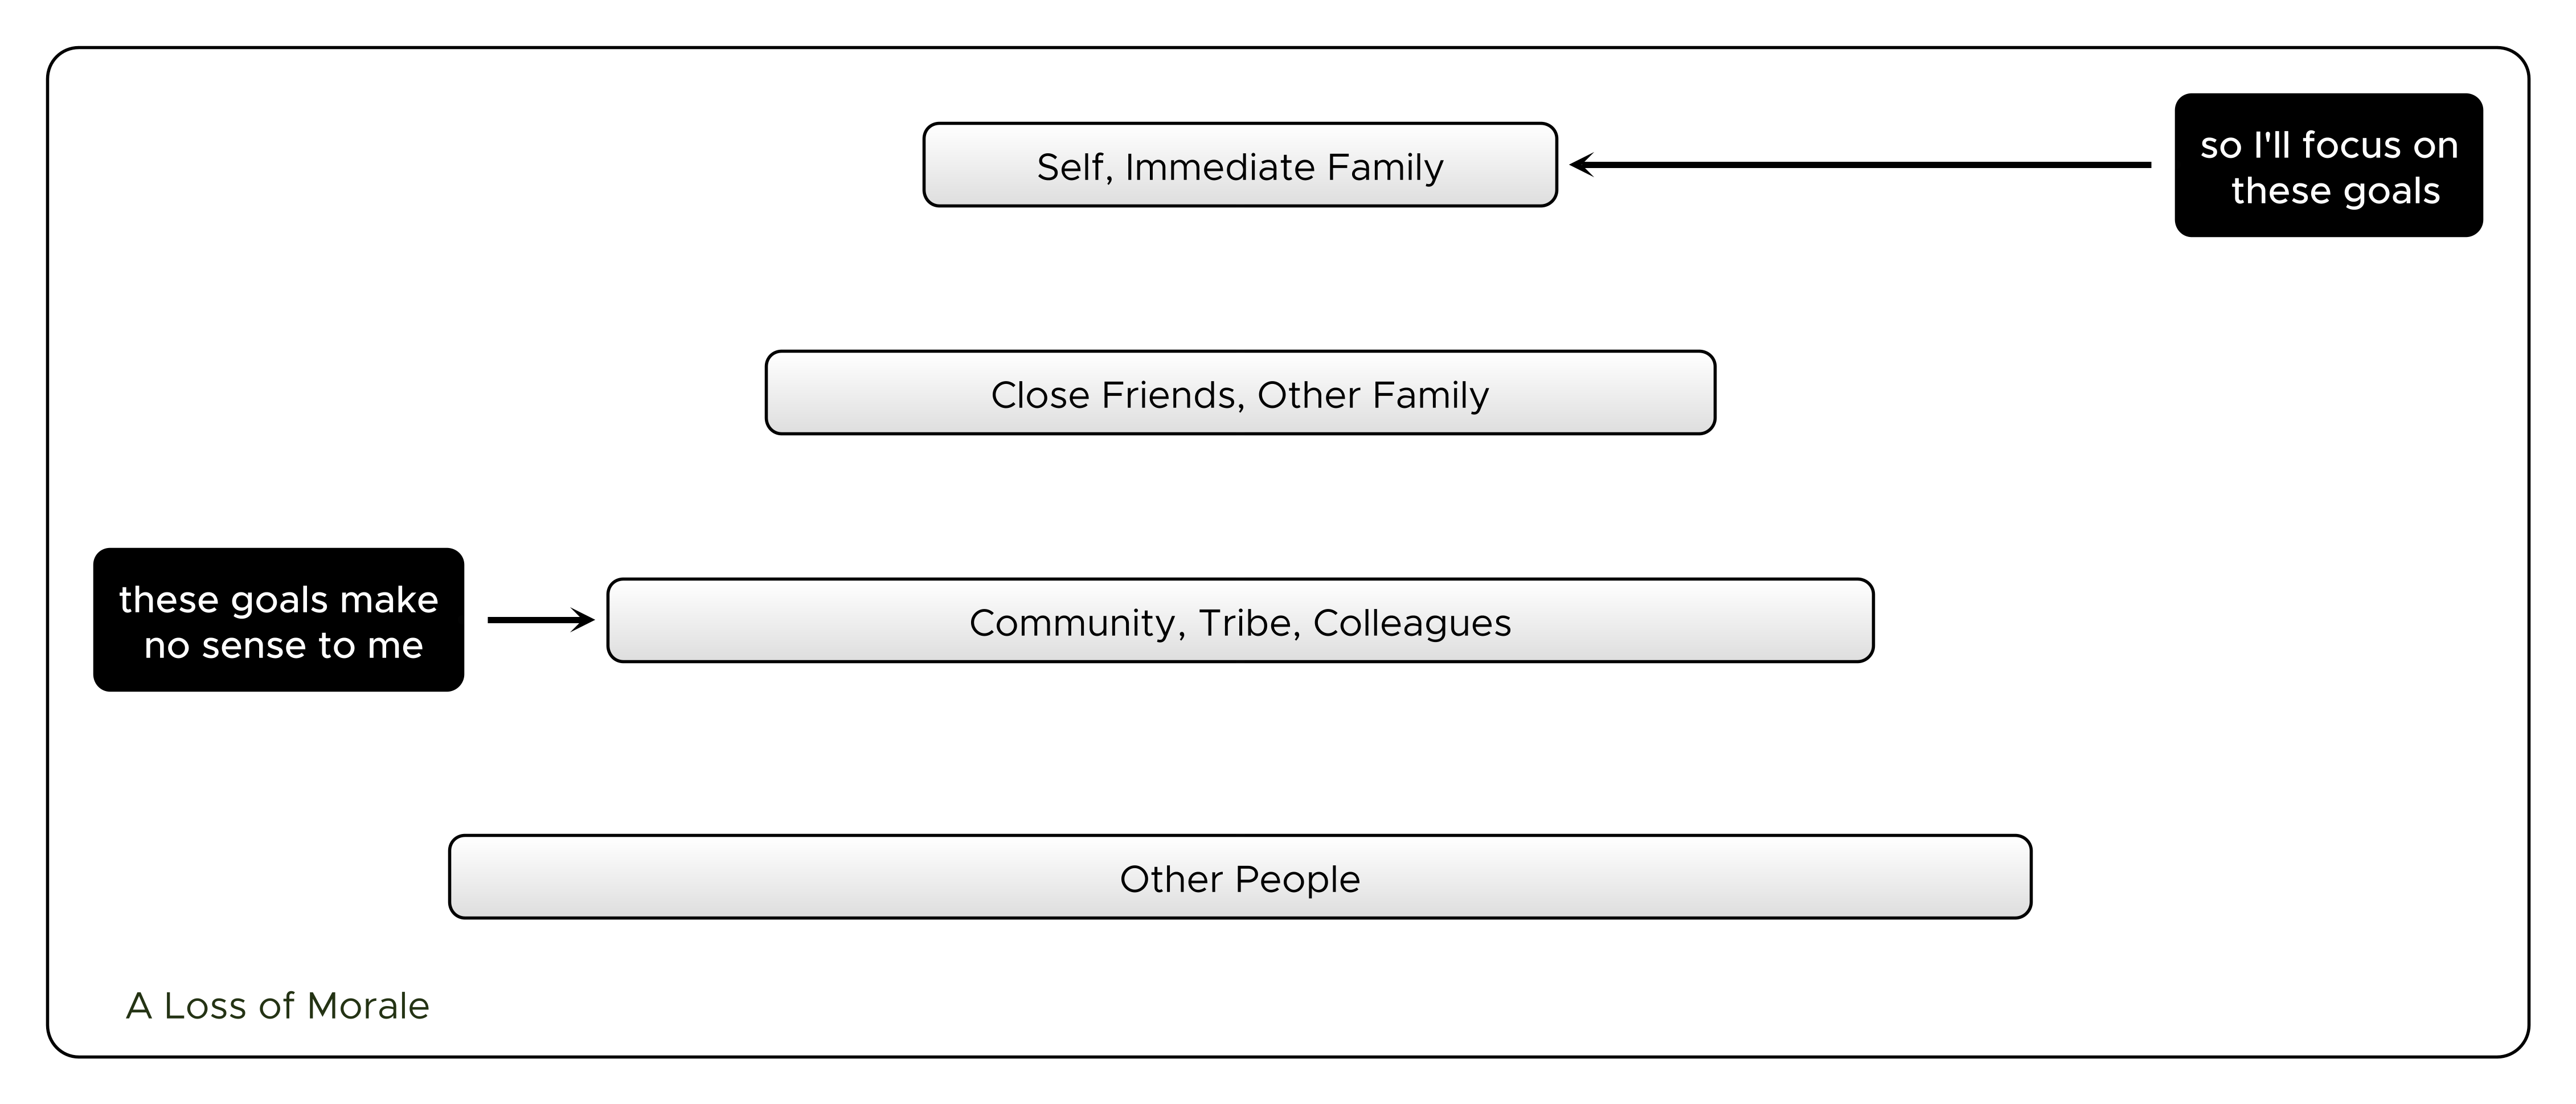 so I'll focus on
these goals
Self, Immediate Family
Close Friends, Other Family
these goals make
no sense to me
Community, Tribe, Colleagues
Other People
A Loss of Morale